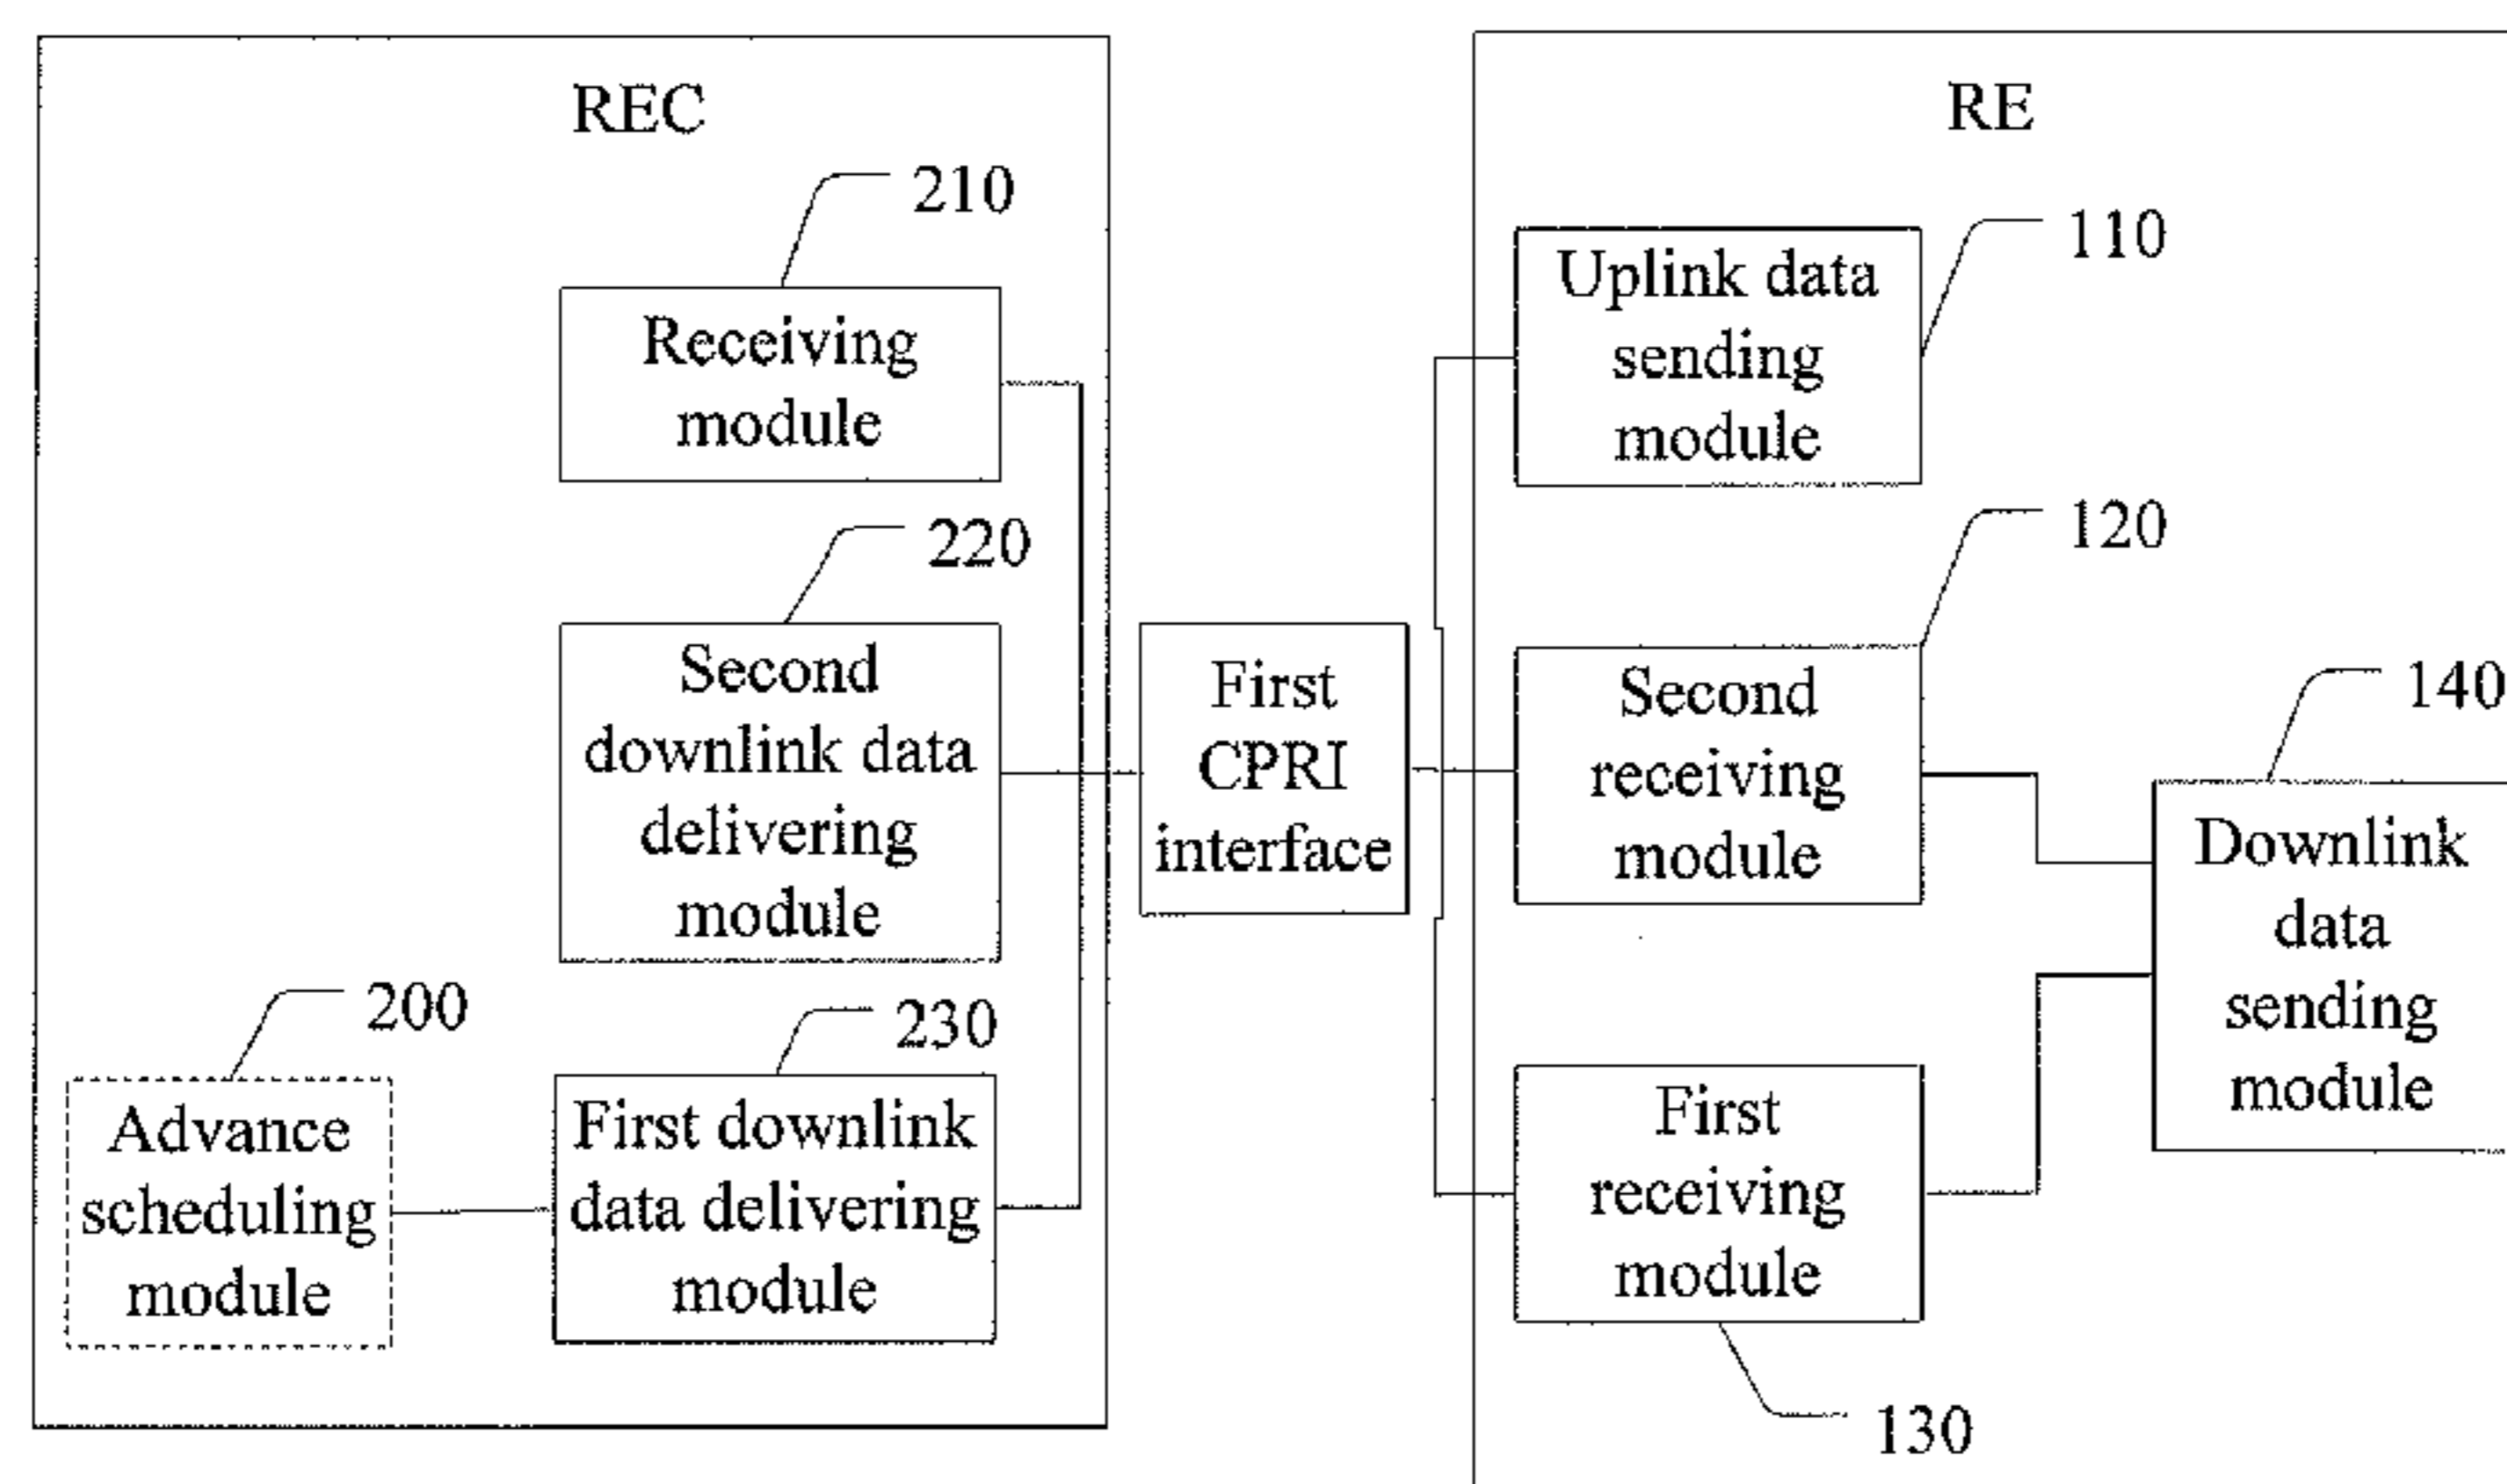 REC
210
Receiving
module
220
Second
downlink data
delivering
module
200
Advance
scheduling
module
230
First downlink
data delivering
module
First
CPRI
interface
RE
110
Uplink data
sending
module
120
Second
receiving
module
140
Downlink
data
sending
module
First
receiving
module
130